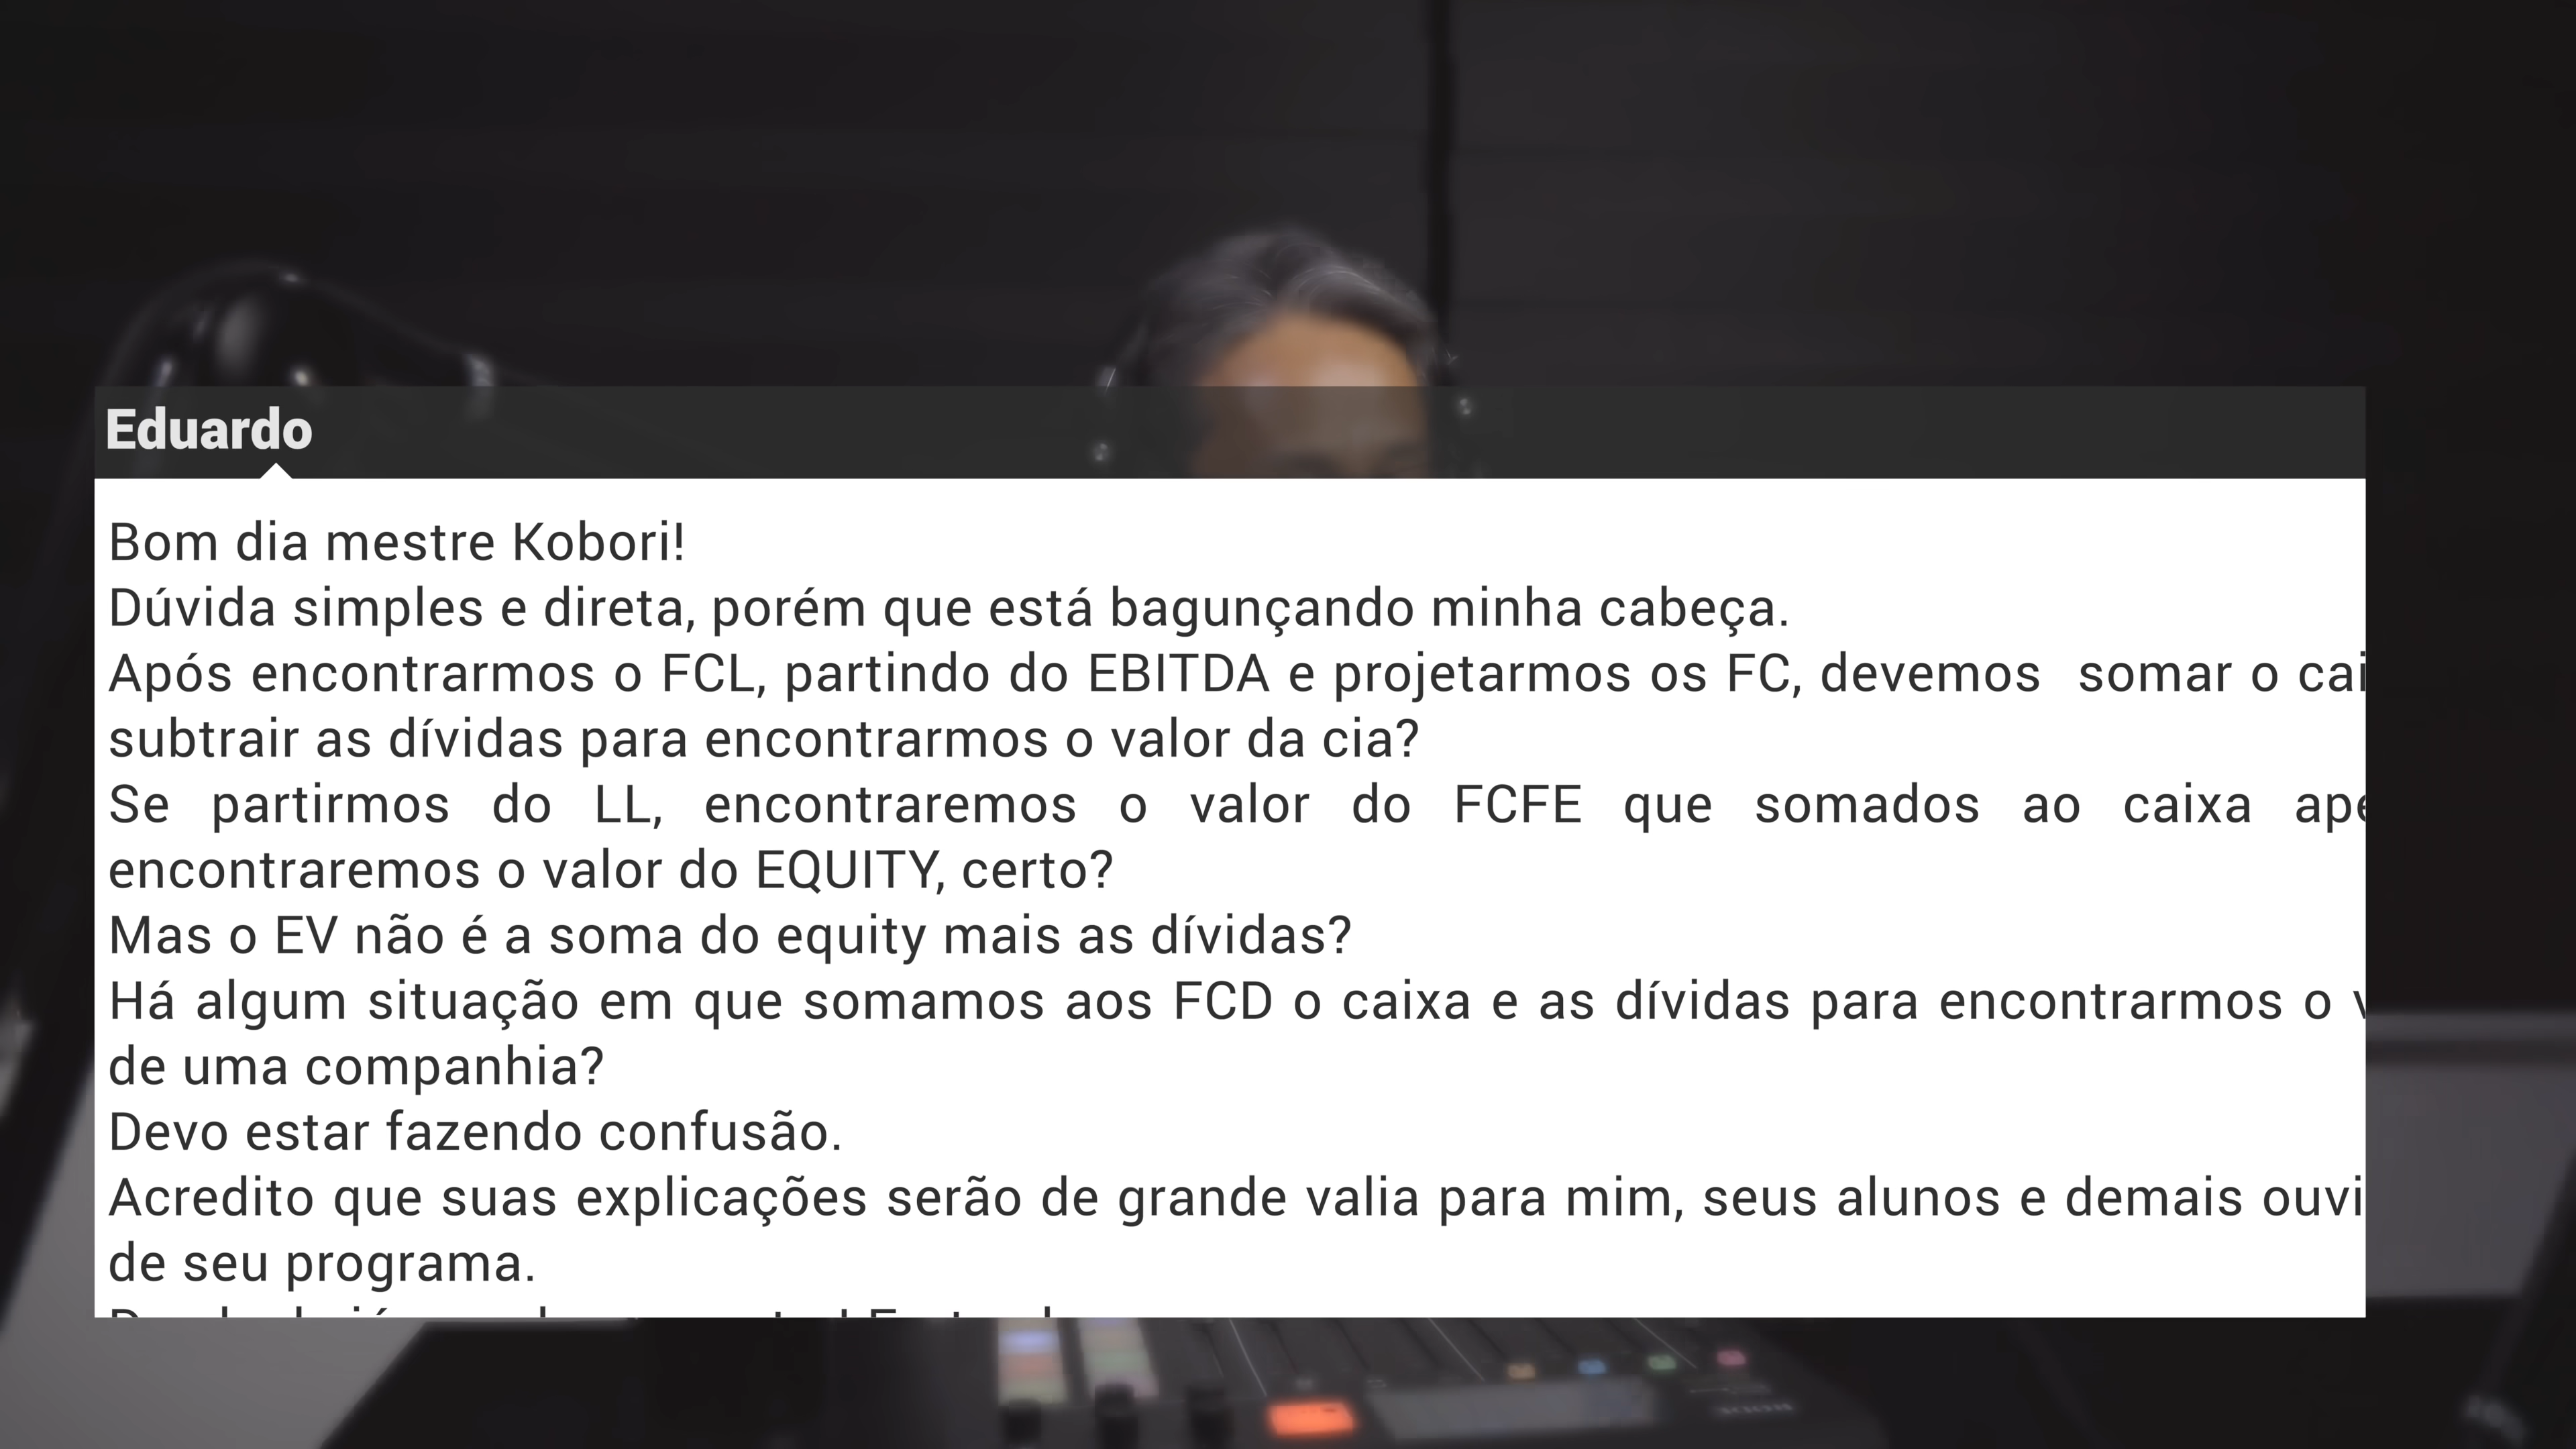 Eduardo
Bom dia mestre Kobori!
Dúvida simples e direta, porém que está bagunçando minha cabeça.
Após encontrarmos o FCL, partindo do EBITDA e projetarmos os FC, devemos somar o
subtrair as dívidas para encontrarmos o valor da cia?
Se partirmos do LL, encontraremos o valor do FCFE que somados ao caixa
encontraremos o valor do EQUITY, certo?
Mas o EV não é a soma do equity mais as dívidas?
Há algum situação em que somamos aos FCD o caixa e as dívidas para encontrarmos o
de uma companhia?
Devo estar fazendo confusão.
Acredito que suas explicações serão de grande valia para mim, seus alunos e demais
de seu programa.